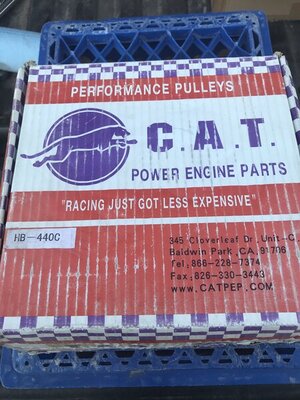 PERFORMANCE PULLEYS
C.A.T.
POWER ENGINE PARTS
"RACING JUST GOT LESS EXPENSIVE"
HB-440C
345 Cloverleaf Dr, Unit-C,
Baldwin Park, CA, 91706
Tel, 866-228-7374
Fax, 626-330-3443
WWW.CATPEP.COM